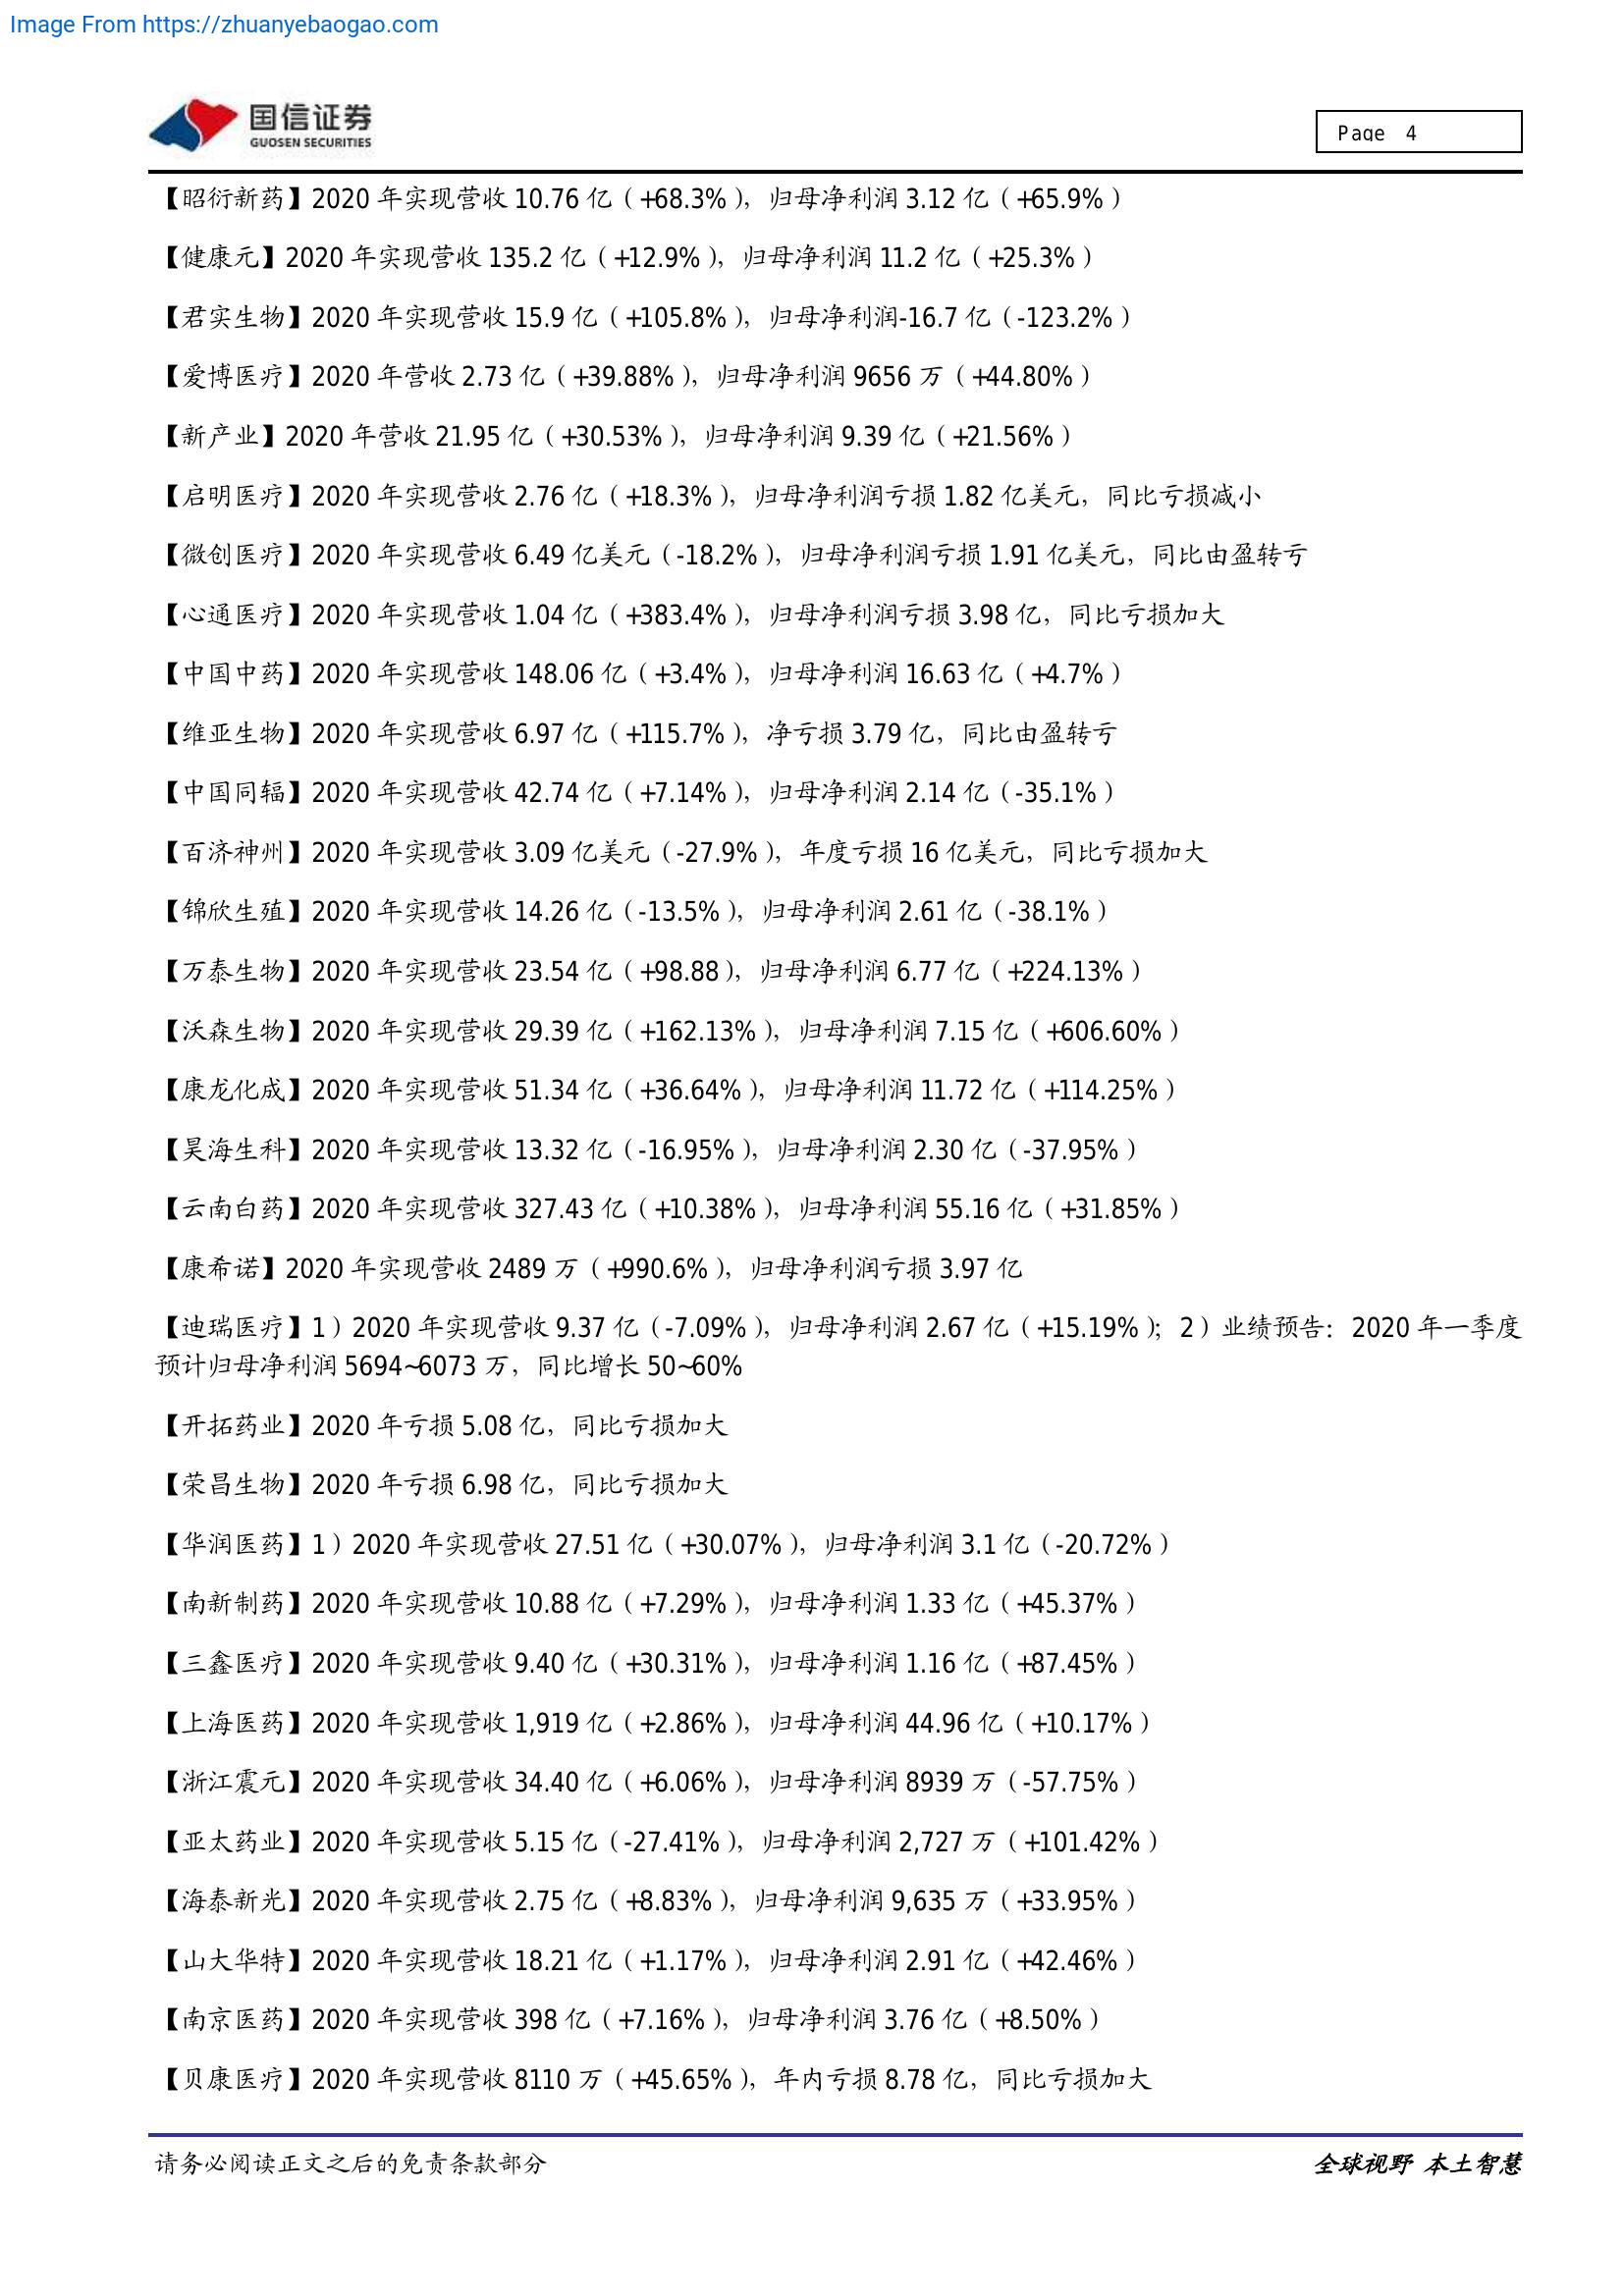 Image From https://zhuanyebaogao.com
国信证券
GUOSEN SECURITIES
Page 4
【昭衍新药】2020 年实现营收 10.76 亿（+68.3%），归母净利润 3.12 亿（+65.9%）
【健康元】2020 年实现营收 135.2 亿（+12.9%），归母净利润 11.2 亿（+25.3%）
【君实生物】2020 年实现营收 15.9 亿（+105.8%），归母净利润-16.7 亿（-123.2%）
【爱博医疗】2020 年营收 2.73 亿（+39.88%），归母净利润 9656 万（+44.80%）
【新产业】2020 年营收 21.95 亿（+30.53%），归母净利润 9.39 亿（+21.56%）
【启明医疗】2020 年实现营收 2.76 亿（+18.3%），归母净利润亏损 1.82 亿美元，同比亏损减小
【微创医疗】2020 年实现营收 6.49 亿美元（-18.2%），归母净利润亏损 1.91 亿美元，同比由盈转亏
【心通医疗】2020 年实现营收 1.04 亿（+383.4%），归母净利润亏损 3.98 亿，同比亏损加大
【中国中药】2020 年实现营收 148.06 亿（+3.4%），归母净利润 16.63 亿（+4.7%）
【维亚生物】2020 年实现营收 6.97 亿（+115.7%），净亏损 3.79 亿，同比由盈转亏
【中国同辐】2020 年实现营收 42.74 亿（+7.14%），归母净利润 2.14 亿（-35.1%）
【百济神州】2020 年实现营收 3.09 亿美元（-27.9%），年度亏损 16 亿美元，同比亏损加大
【锦欣生殖】2020 年实现营收 14.26 亿（-13.5%），归母净利润 2.61 亿（-38.1%）
【万泰生物】2020 年实现营收 23.54 亿（+98.88），归母净利润 6.77 亿（+224.13%）
【沃森生物】2020 年实现营收 29.39 亿（+162.13%），归母净利润 7.15 亿（+606.60%）
【康龙化成】2020 年实现营收 51.34 亿（+36.64%），归母净利润 11.72 亿（+114.25%）
【昊海生科】2020 年实现营收 13.32 亿（-16.95%），归母净利润 2.30 亿（-37.95%）
【云南白药】2020 年实现营收 327.43 亿（+10.38%），归母净利润 55.16 亿（+31.85%）
【康希诺】2020 年实现营收 2489 万（+990.6%），归母净利润亏损 3.97 亿
【迪瑞医疗】1）2020 年实现营收 9.37 亿（-7.09%），归母净利润 2.67 亿（+15.19%）；2）业绩预告：2020 年一季度
预计归母净利润 5694~6073 万，同比增长 50~60%
【开拓药业】2020 年亏损 5.08 亿，同比亏损加大
【荣昌生物】2020 年亏损 6.98 亿，同比亏损加大
【华润医药】1）2020 年实现营收 27.51 亿（+30.07%），归母净利润 3.1 亿（-20.72%）
【南新制药】2020 年实现营收 10.88 亿（+7.29%），归母净利润 1.33 亿（+45.37%）
【三鑫医疗】2020 年实现营收 9.40 亿（+30.31%），归母净利润 1.16 亿（+87.45%）
【上海医药】2020 年实现营收 1,919 亿（+2.86%），归母净利润 44.96 亿（+10.17%）
【浙江震元】2020 年实现营收 34.40 亿（+6.06%），归母净利润 8939 万（-57.75%）
【亚太药业】2020 年实现营收 5.15 亿（-27.41%），归母净利润 2,727 万（+101.42%）
【海泰新光】2020 年实现营收 2.75 亿（+8.83%），归母净利润 9,635 万（+33.95%）
【山大华特】2020 年实现营收 18.21 亿（+1.17%），归母净利润 2.91 亿（+42.46%）
【南京医药】2020 年实现营收 398 亿（+7.16%），归母净利润 3.76 亿（+8.50%）
【贝康医疗】2020 年实现营收 8110 万（+45.65%），年内亏损 8.78 亿，同比亏损加大
请务必阅读正文之后的免责条款部分
全球视野 本土智慧